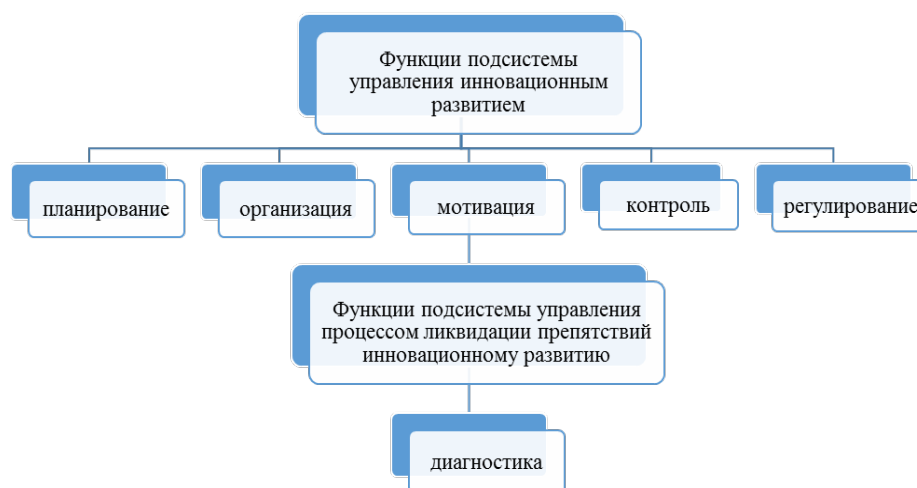 Функции подсистемы
управления инновационным
развитием
планирование
организация
мотивация
контроль
регулирование
Функции подсистемы управления
процессом ликвидации препятствий
инновационному развитию
диагностика